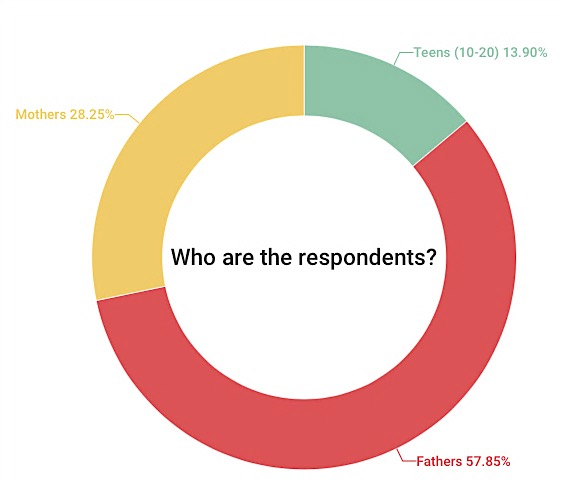 Teens (10-20) 13.90%
Mothers 28.25%
Who are the respondents?
Fathers 57.85%